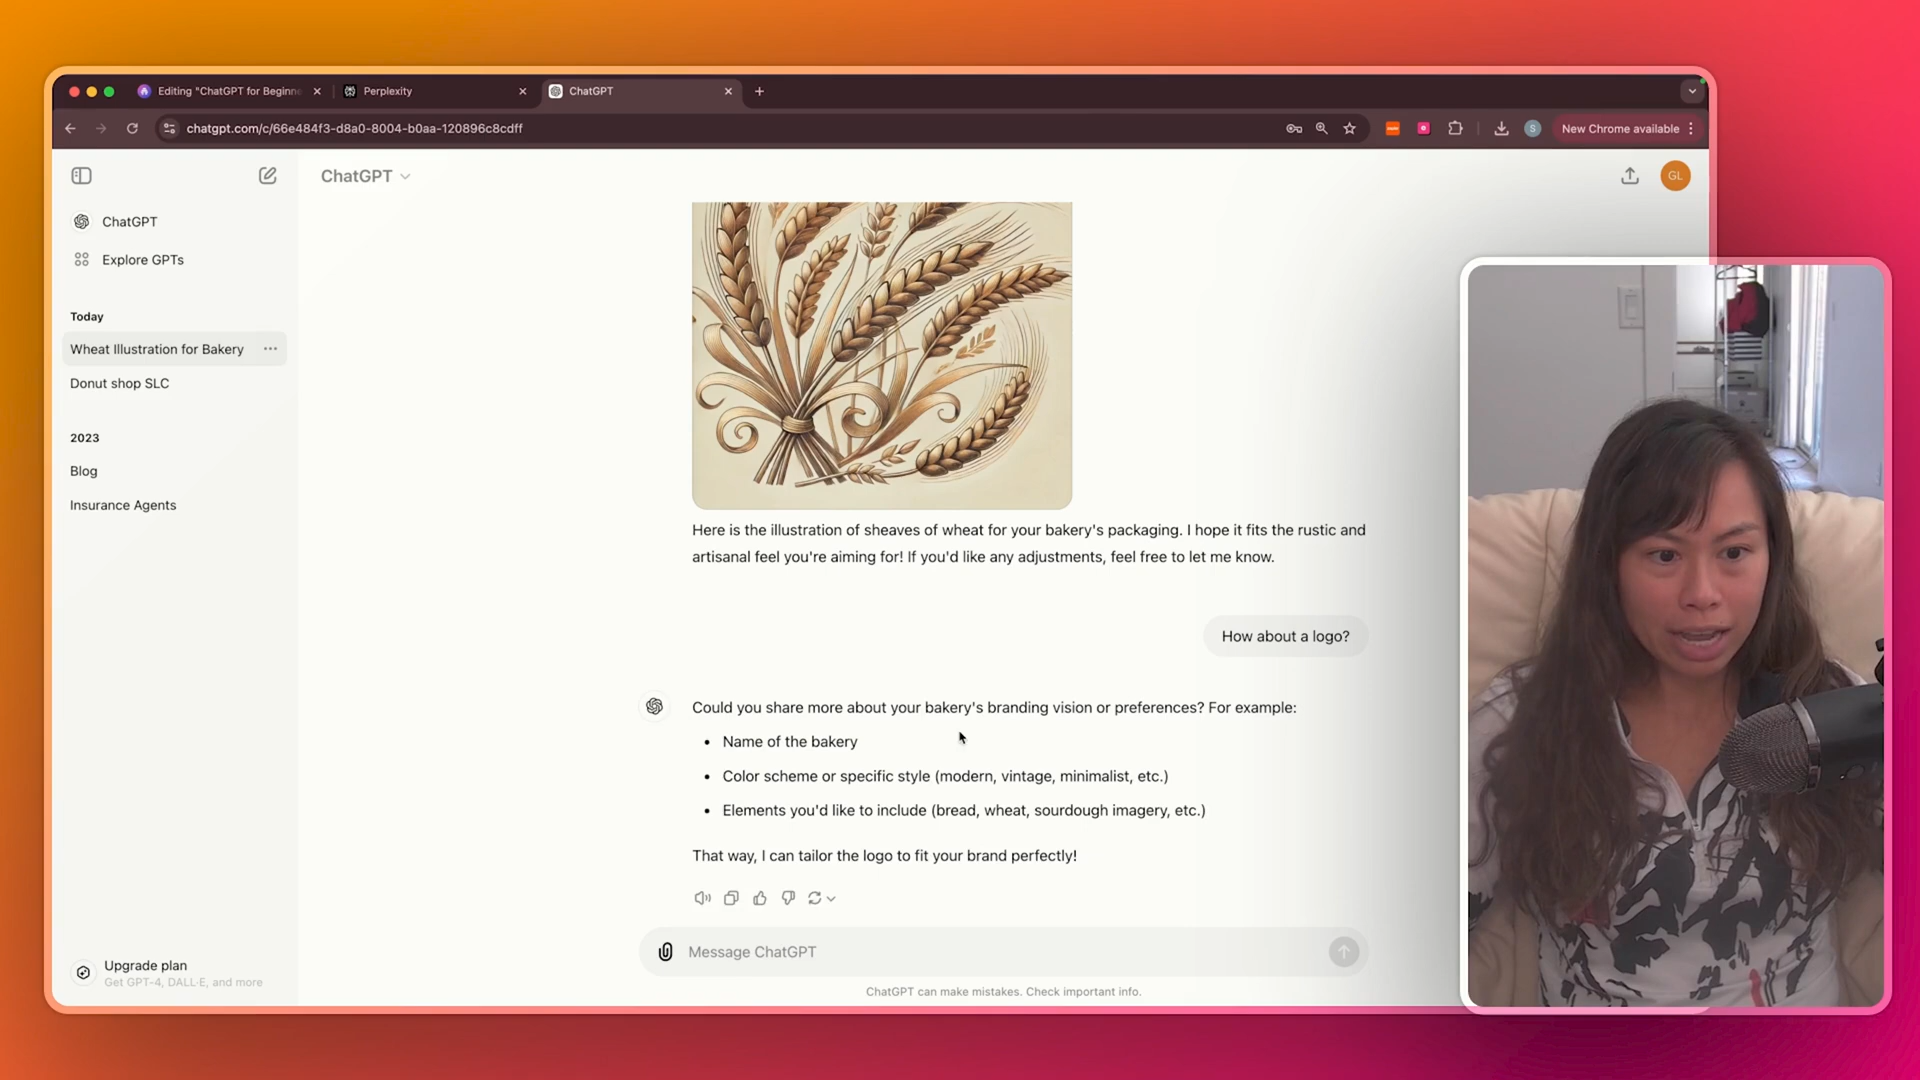 Editing "ChatGPT for Beginne
Perplexity
ChatGPT
chatgpt.com/c/66e484f3-d8a0-8004-b0aa-120896c8cdff
S
New Chrome available
ChatGPT
GL
ChatGPT
Explore GPTs
Today
Wheat Illustration for Bakery
Donut shop SLC
2023
Blog
Insurance Agents
Upgrade plan
Get GPT-4, DALL·E, and more
Here is the illustration of sheaves of wheat for your bakery's packaging. I hope it fits the rustic and
artisanal feel you're aiming for! If you'd like any adjustments, feel free to let me know.
How about a logo?
Could you share more about your bakery's branding vision or preferences? For example:
• Name of the bakery
• Color scheme or specific style (modern, vintage, minimalist, etc.)
• Elements you'd like to include (bread, wheat, sourdough imagery, etc.)
That way, I can tailor the logo to fit your brand perfectly!
Message ChatGPT
ChatGPT can make mistakes. Check important info.